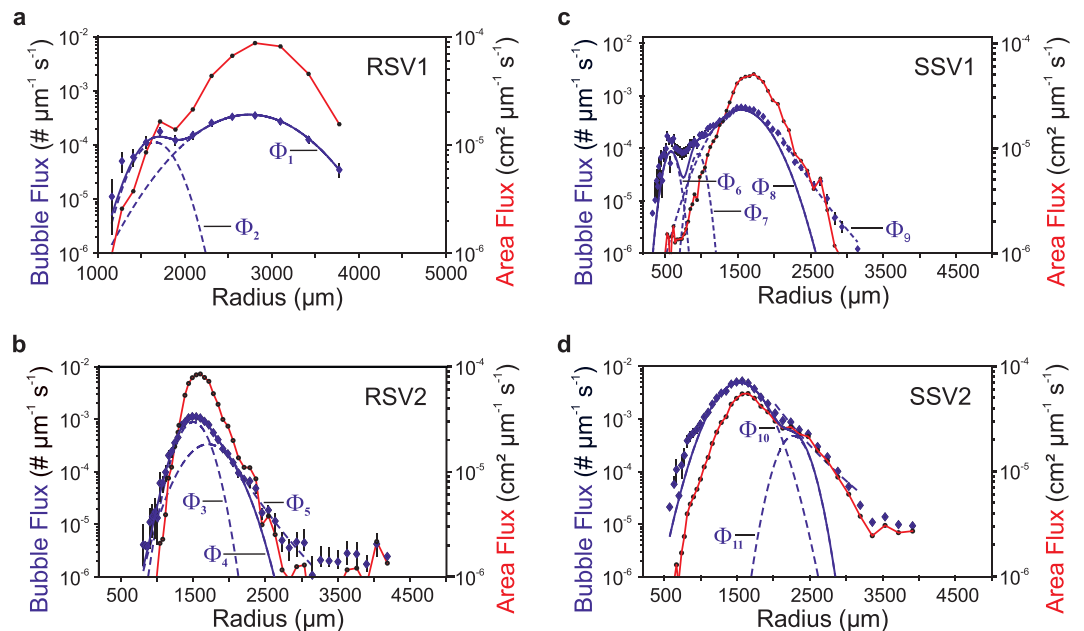 a
RSV1
Bubble Flux (# µm⁻¹ s⁻¹)
10⁻²
10⁻³
10⁻⁴
10⁻⁵
10⁻⁶
10⁻⁴
10⁻⁵
10⁻⁶
Area Flux (cm² µm⁻¹ s)
Φ₁
Φ₂
1000 2000 3000 4000 5000
Radius (µm)
c
SSV1
Bubble Flux (# µm⁻¹ s⁻¹)
10⁻²
10⁻³
10⁻⁴
10⁻⁵
10⁻⁶
10⁻⁴
10⁻⁵
10⁻⁶
Area Flux (cm² µm⁻¹ s)
Φ₆ Φ₈
Φ₇
Φ₉
500 1500 2500 4500
Radius (µm)
b
RSV2
Bubble Flux (# µm⁻¹ s⁻¹)
10⁻²
10⁻³
10⁻⁴
10⁻⁵
10⁻⁶
10⁻⁴
10⁻⁵
10⁻⁶
Area Flux (cm² µm⁻¹ s)
Φ₃ Φ₅
Φ₄
500 1500 2500 4500
Radius (µm)
d
SSV2
Bubble Flux (# µm⁻¹ s⁻¹)
10⁻²
10⁻³
10⁻⁴
10⁻⁵
10⁻⁶
10⁻⁴
10⁻⁵
10⁻⁶
Area Flux (cm² µm⁻¹ s)
Φ₁₀
Φ₁₁
500 1500 2500 4500
Radius (µm)